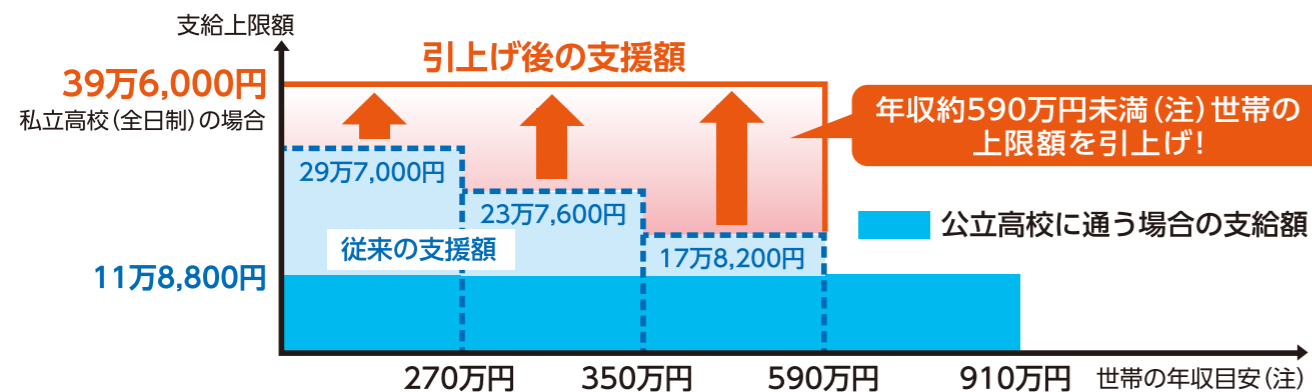 支給上限額
引上げ後の支援額
39万6,000円
私立高校(全日制)の場合
年収約590万円未満(注)世帯の
上限額を引上げ!
29万7,000円
23万7,600円
公立高校に通う場合の支給額
従来の支援額
17万8,200円
11万8,800円
270万円
350万円
590万円
910万円
世帯の年収目安(注)